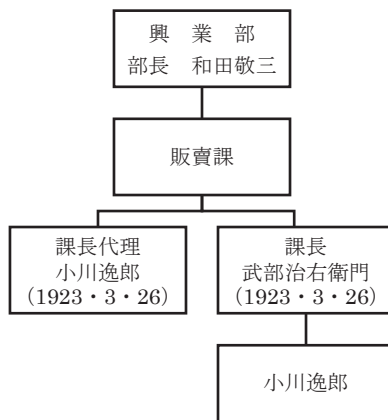 興　業　部
部長　和田敬三
販賣課
課長代理
小川逸郎
（1923・3・26）
課長
武部治右衛門
（1923・3・26）
小川逸郎